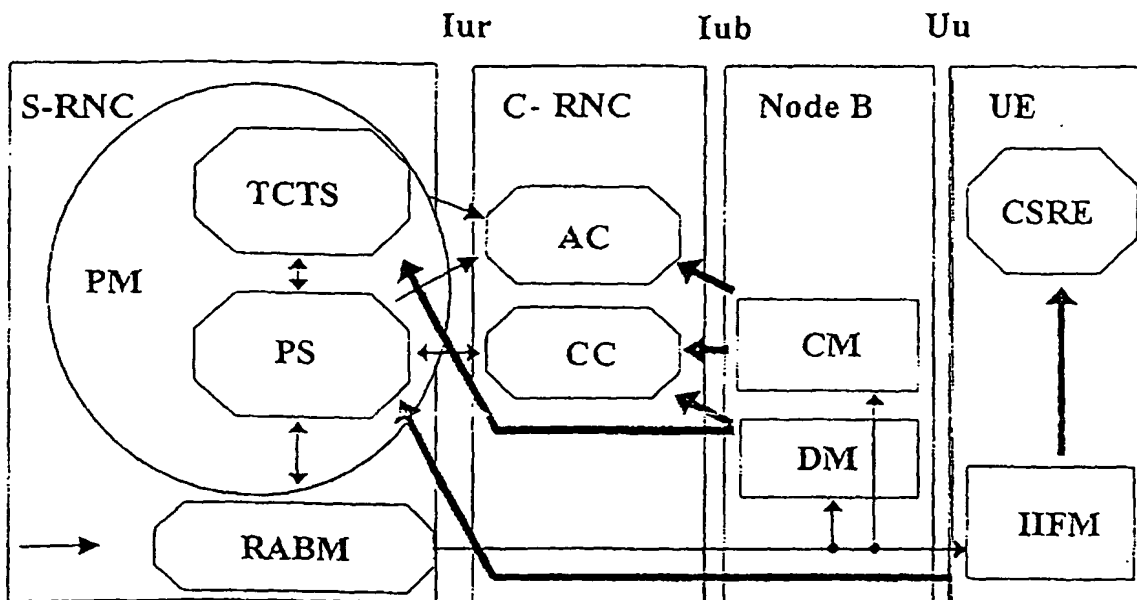 Iur Iub Uu
S-RNC C- RNC Node B UE
TCTS
CSRE
AC
PM
PS
CC
CM
DM
RABM
IIFM